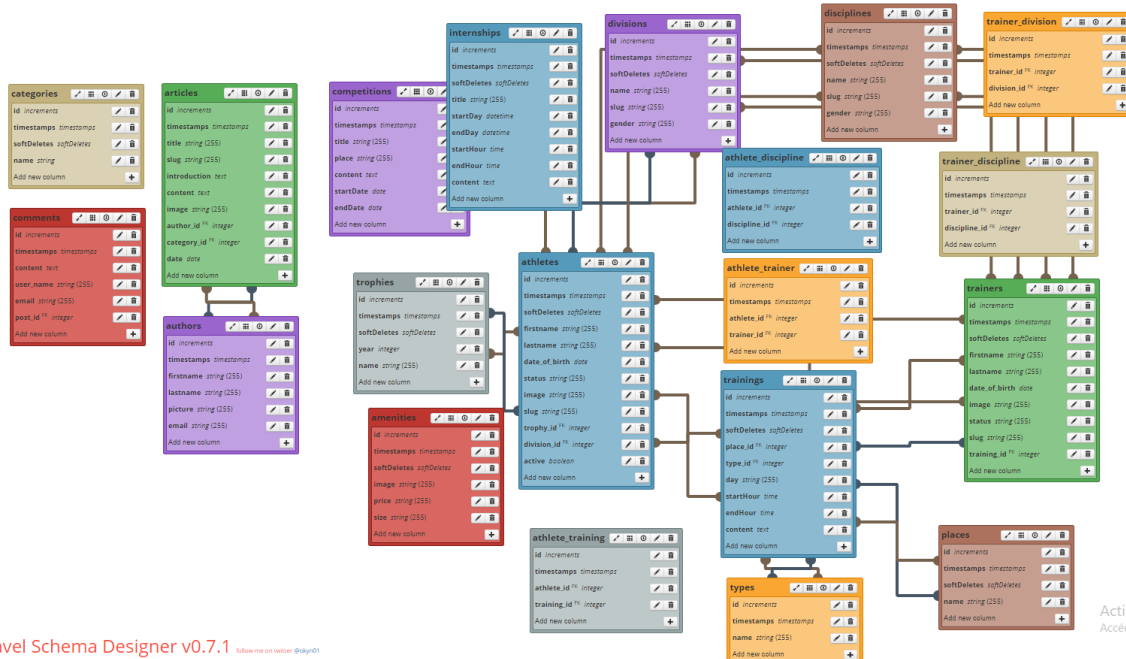 categories
id increments
timestamps timestamps
softDeletes softDeletes
name string
Add new column
comments
id increments
timestamps timestamps
content text
user_name string (255)
email string (255)
post_id FK integer
Add new column
articles
id increments
timestamps timestamps
title string (255)
slug string (255)
introduction text
content text
image string (255)
author_id FK integer
category_id FK integer
date date
Add new column
authors
id increments
timestamps timestamps
firstname string (255)
lastname string (255)
picture string (255)
email string (255)
Add new column
competitions
id increments
timestamps timestamps
title string (255)
place string (255)
content text
startDate date
endDate date
Add new column
internships
id increments
timestamps timestamps
softDeletes softDeletes
title string (255)
startDay datetime
endDay datetime
startHour time
endHour time
content text
Add new column
divisions
id increments
timestamps timestamps
softDeletes softDeletes
name string (255)
slug string (255)
gender string (255)
Add new column
disciplines
id increments
timestamps timestamps
softDeletes softDeletes
name string (255)
slug string (255)
gender string (255)
Add new column
trainer_division
id increments
timestamps timestamps
trainer_id FK integer
division_id FK integer
Add new column
athlete_discipline
id increments
timestamps timestamps
athlete_id FK integer
discipline_id FK integer
Add new column
trainer_discipline
id increments
timestamps timestamps
trainer_id FK integer
discipline_id FK integer
Add new column
trophies
id increments
timestamps timestamps
softDeletes softDeletes
year integer
name string (255)
Add new column
athletes
id increments
timestamps timestamps
softDeletes softDeletes
firstname string (255)
lastname string (255)
date_of_birth date
status string (255)
image string (255)
slug string (255)
trophy_id FK integer
division_id FK integer
active boolean
Add new column
athlete_trainer
id increments
timestamps timestamps
athlete_id FK integer
trainer_id FK integer
Add new column
trainers
id increments
timestamps timestamps
softDeletes softDeletes
firstname string (255)
lastname string (255)
date_of_birth date
image string (255)
status string (255)
slug string (255)
training_id FK integer
Add new column
amenities
id increments
timestamps timestamps
softDeletes softDeletes
image string (255)
price string (255)
size string (255)
Add new column
trainings
id increments
timestamps timestamps
softDeletes softDeletes
place_id FK integer
type_id FK integer
day string (255)
startHour time
endHour time
content text
Add new column
athlete_training
id increments
timestamps timestamps
athlete_id FK integer
training_id FK integer
Add new column
types
id increments
timestamps timestamps
name string (255)
Add new column
places
id increments
timestamps timestamps
softDeletes softDeletes
name string (255)
Add new column
avel Schema Designer v0.7.1 follow me on twitter @okyn01
Acti
Accé